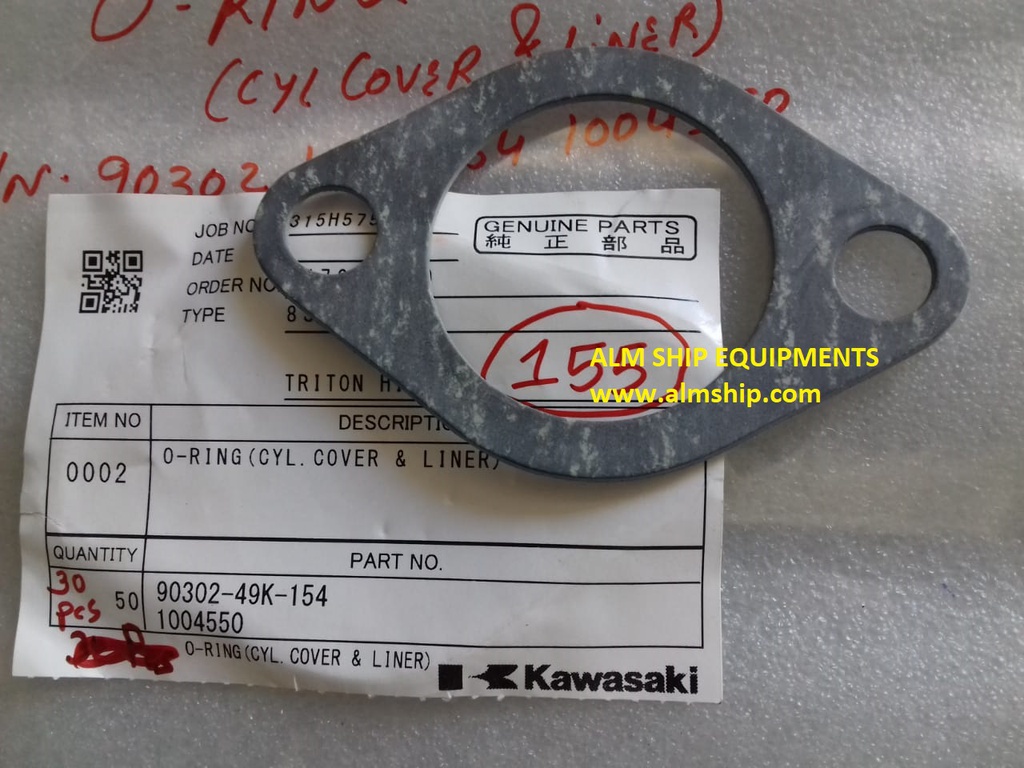 O-RING
(CYL COVER & LINER)
90302
JOB NO
DATE
ORDER NO
TYPE
GENUINE PARTS
純正部品
155
ALM SHIP EQUIPMENTS
www.almship.com
TRITON
ITEM NO
0002
O-RING(CYL.COVER & LINER)
QUANTITY PART NO.
30
pcs 50 90302-49K-154
1004550
O-RING(CYL.COVER & LINER)
Kawasaki